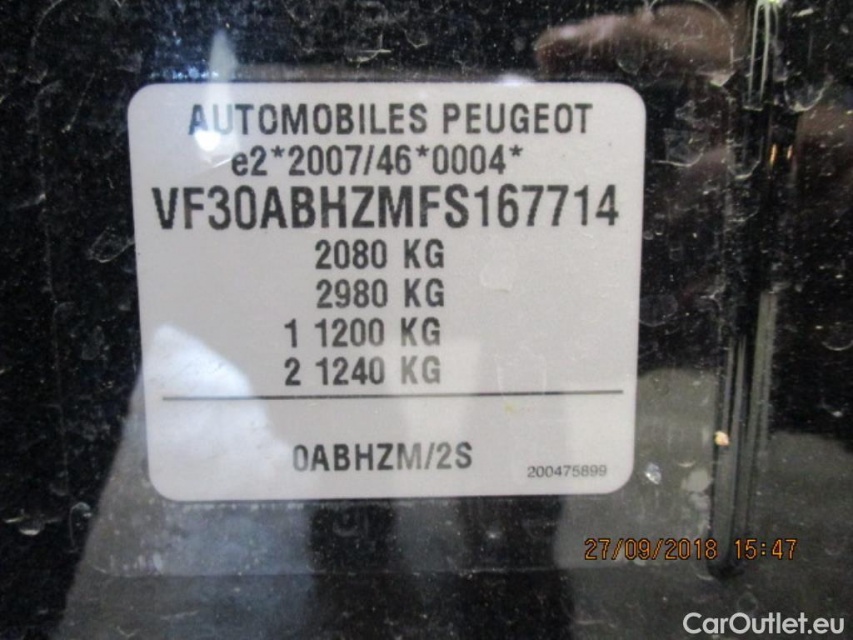 AUTOMOBILES PEUGEOT
e2*2007/46*0004*
VF30ABHZMFS167714
2080 KG
2980 KG
1 1200 KG
2 1240 KG
0ABHZM/2S
200475899
27/09/2018 15:47
CarOutlet.eu